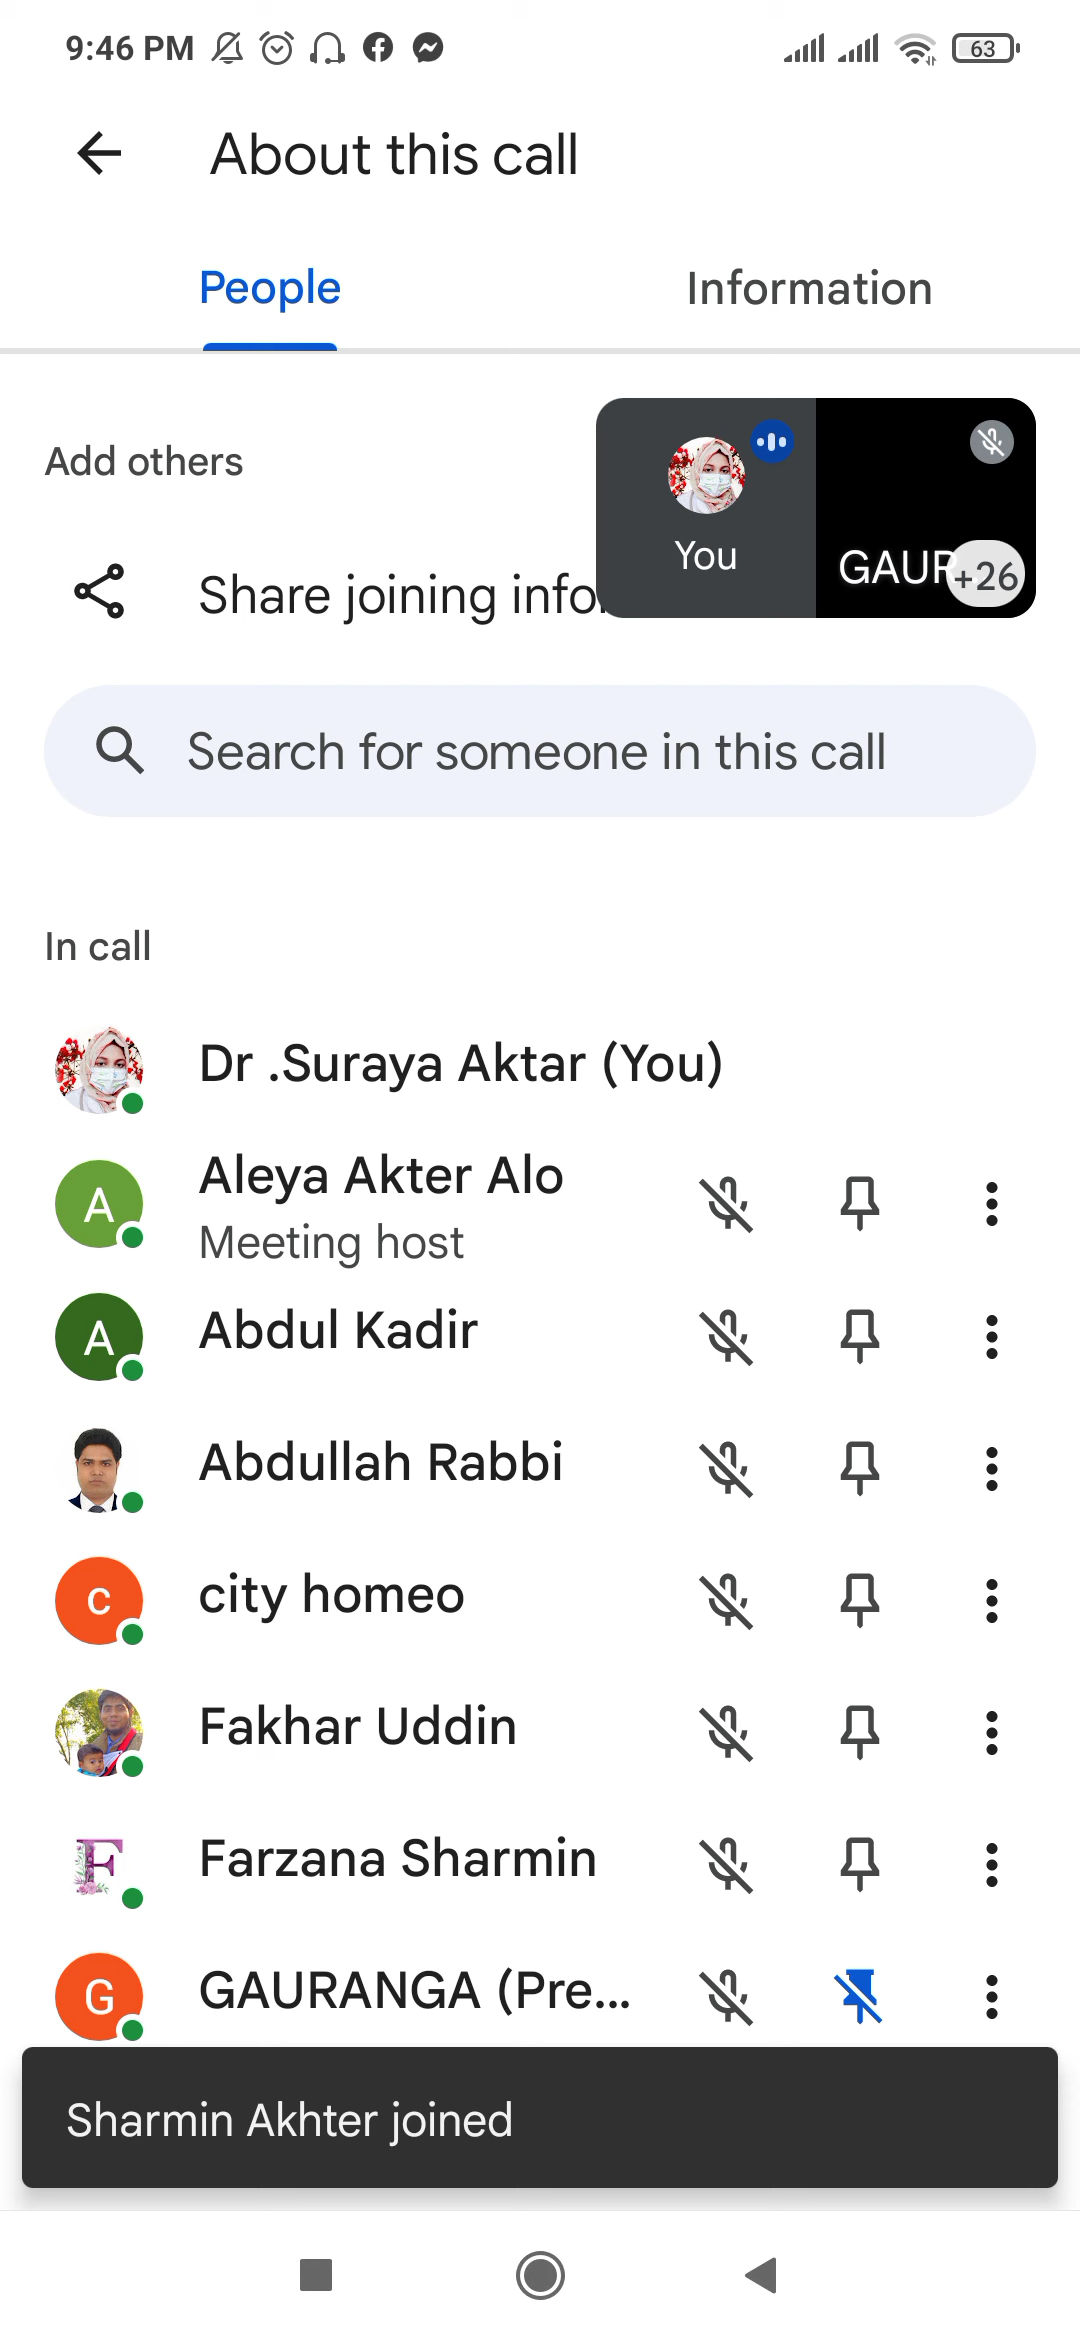 9:46 PM
63
About this call
People
Information
Add others
You
GAUR
+26
Share joining info
Search for someone in this call
In call
Dr .Suraya Aktar (You)
A
Aleya Akter Alo
Meeting host
A
Abdul Kadir
Abdullah Rabbi
c
city homeo
Fakhar Uddin
F
Farzana Sharmin
G
GAURANGA (Pre...
Sharmin Akhter joined